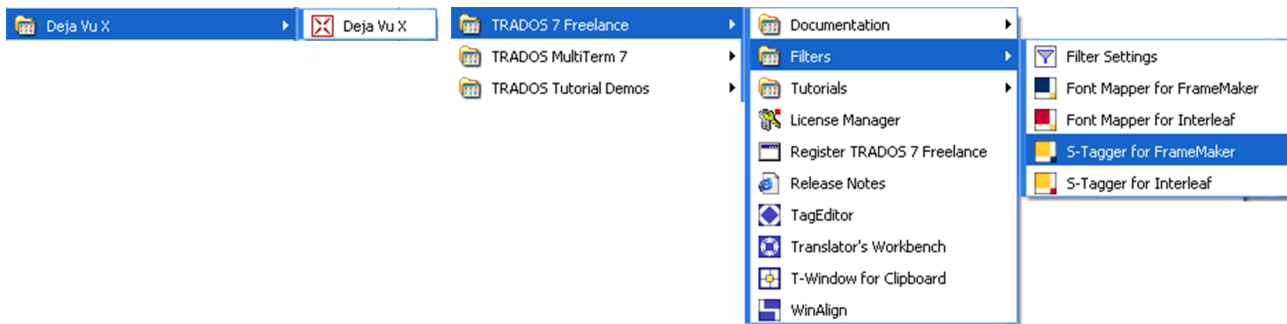 Deja Vu X
Deja Vu X
TRADOS 7 Freelance
TRADOS MultiTerm 7
TRADOS Tutorial Demos
Documentation
Filters
Tutorials
License Manager
Register TRADOS 7 Freelance
Release Notes
TagEditor
Translator's Workbench
T-Window for Clipboard
WinAlign
Filter Settings
Font Mapper for FrameMaker
Font Mapper for Interleaf
S-Tagger for FrameMaker
S-Tagger for Interleaf